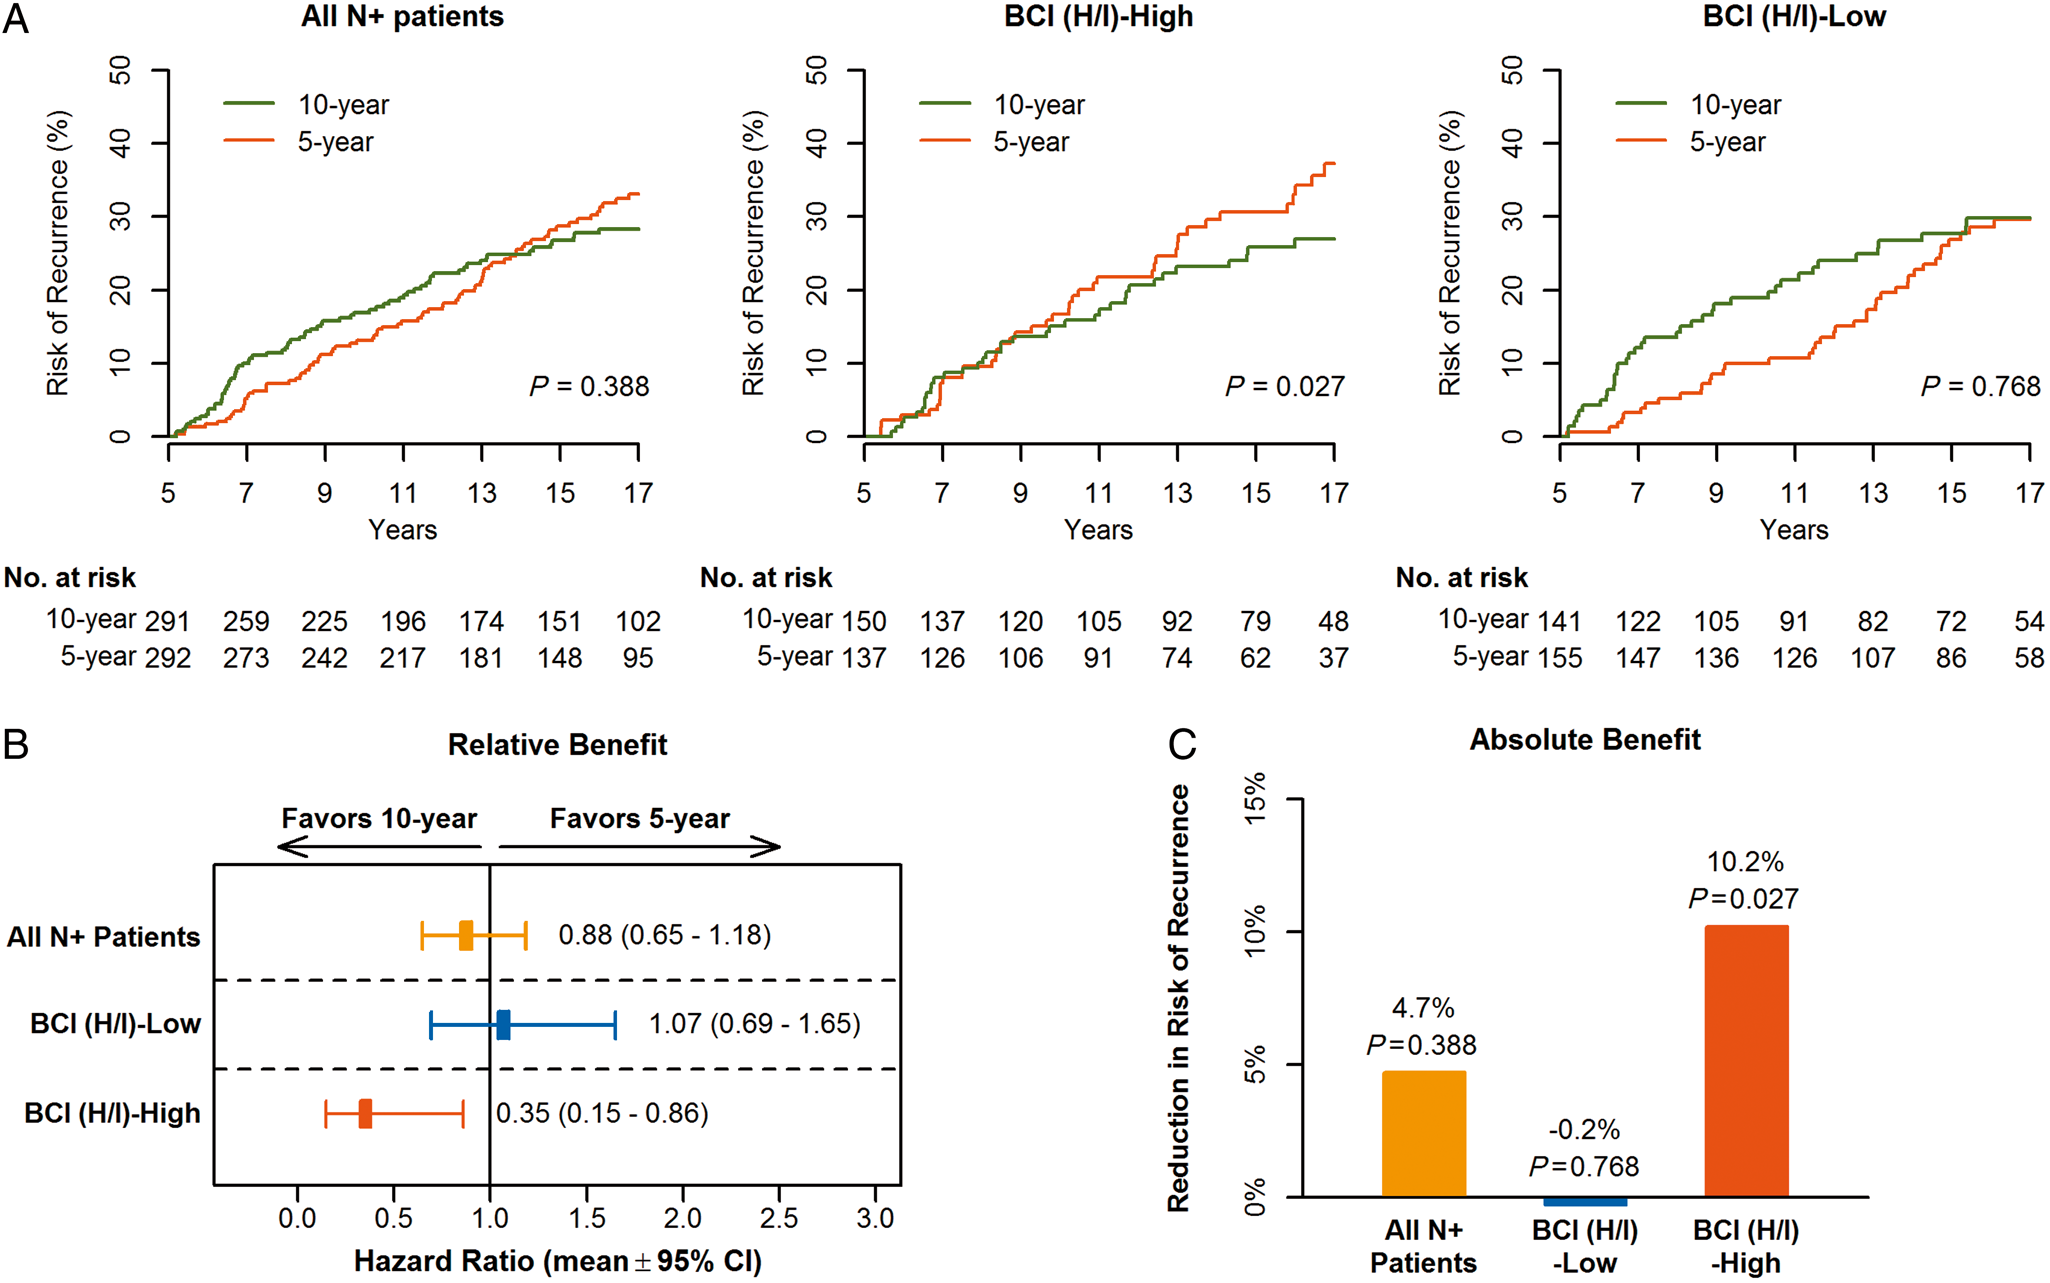 A
All N+ patients
50
40
30
20
10
0
Risk of Recurrence (%)
10-year
5-year
P = 0.388
5 7 9 11 13 15 17
Years
No. at risk
10-year 291 259 225 196 174 151 102
5-year 292 273 242 217 181 148 95
BCI (H/I)-High
50
40
30
20
10
0
Risk of Recurrence (%)
10-year
5-year
P = 0.027
5 7 9 11 13 15 17
Years
No. at risk
10-year 150 137 120 105 92 79 48
5-year 137 126 106 91 74 62 37
BCI (H/I)-Low
50
40
30
20
10
0
Risk of Recurrence (%)
10-year
5-year
P = 0.768
5 7 9 11 13 15 17
Years
No. at risk
10-year 141 122 105 91 82 72 54
5-year 155 147 136 126 107 86 58
B
Relative Benefit
Favors 10-year Favors 5-year
All N+ Patients 0.88 (0.65 - 1.18)
BCI (H/I)-Low 1.07 (0.69 - 1.65)
BCI (H/I)-High 0.35 (0.15 - 0.86)
0.0 0.5 1.0 1.5 2.0 2.5 3.0
Hazard Ratio (mean ± 95% CI)
C
Absolute Benefit
Reduction in Risk of Recurrence
15%
10%
5%
0%
4.7%
P=0.388
-0.2%
P=0.768
10.2%
P=0.027
All N+
Patients
BCI (H/I)
-Low
BCI (H/I)
-High